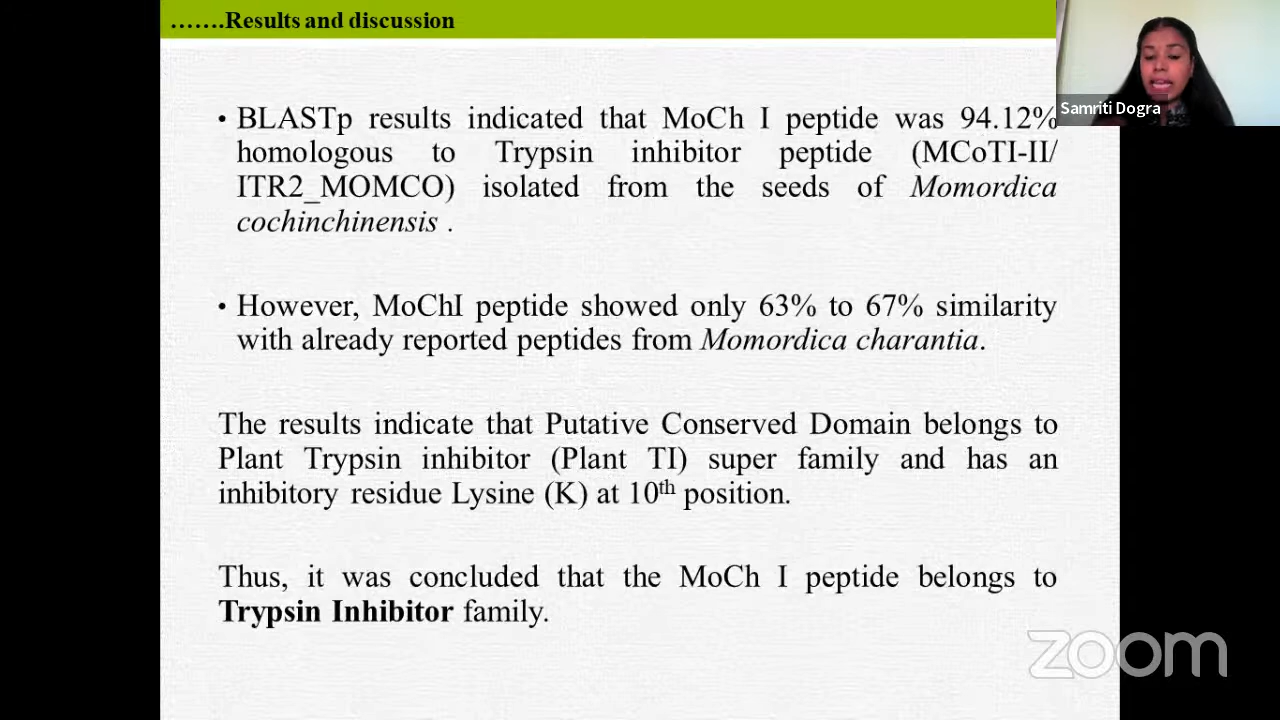 …….Results and discussion
Samriti Dogra
• BLASTp results indicated that MoCh I peptide was 94.12%
homologous to Trypsin inhibitor peptide (MCoTI-II/
ITR2_MOMCO) isolated from the seeds of Momordica
cochinchinensis .
• However, MoChI peptide showed only 63% to 67% similarity
with already reported peptides from Momordica charantia.
The results indicate that Putative Conserved Domain belongs to
Plant Trypsin inhibitor (Plant TI) super family and has an
inhibitory residue Lysine (K) at 10th position.
Thus, it was concluded that the MoCh I peptide belongs to
Trypsin Inhibitor family.
zoom